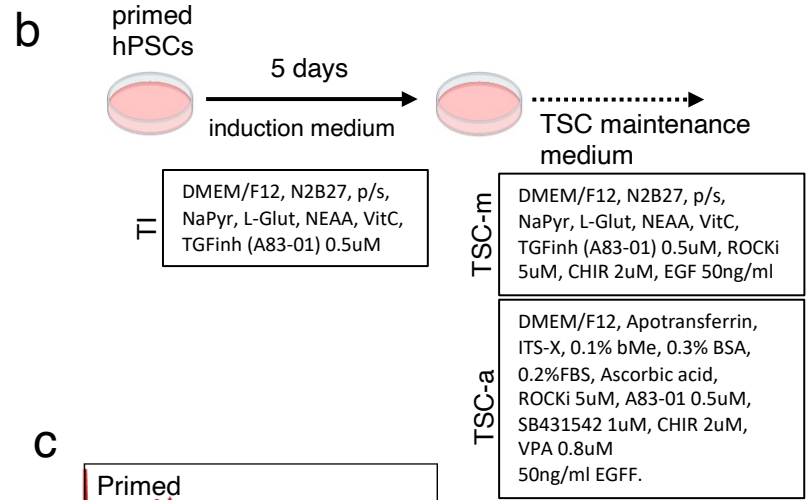 b
primed
hPSCs
5 days
induction medium
TSC maintenance
medium
TI
DMEM/F12, N2B27, p/s,
NaPyr, L-Glut, NEAA, VitC,
TGFinh (A83-01) 0.5uM
TSC-m
DMEM/F12, N2B27, p/s,
NaPyr, L-Glut, NEAA, VitC,
TGFinh (A83-01) 0.5uM, ROCKi
5uM, CHIR 2uM, EGF 50ng/ml
TSC-a
DMEM/F12, Apotransferrin,
ITS-X, 0.1% bMe, 0.3% BSA,
0.2%FBS, Ascorbic acid,
ROCKi 5uM, A83-01 0.5uM,
SB431542 1uM, CHIR 2uM,
VPA 0.8uM
50ng/ml EGFF.
c
Primed